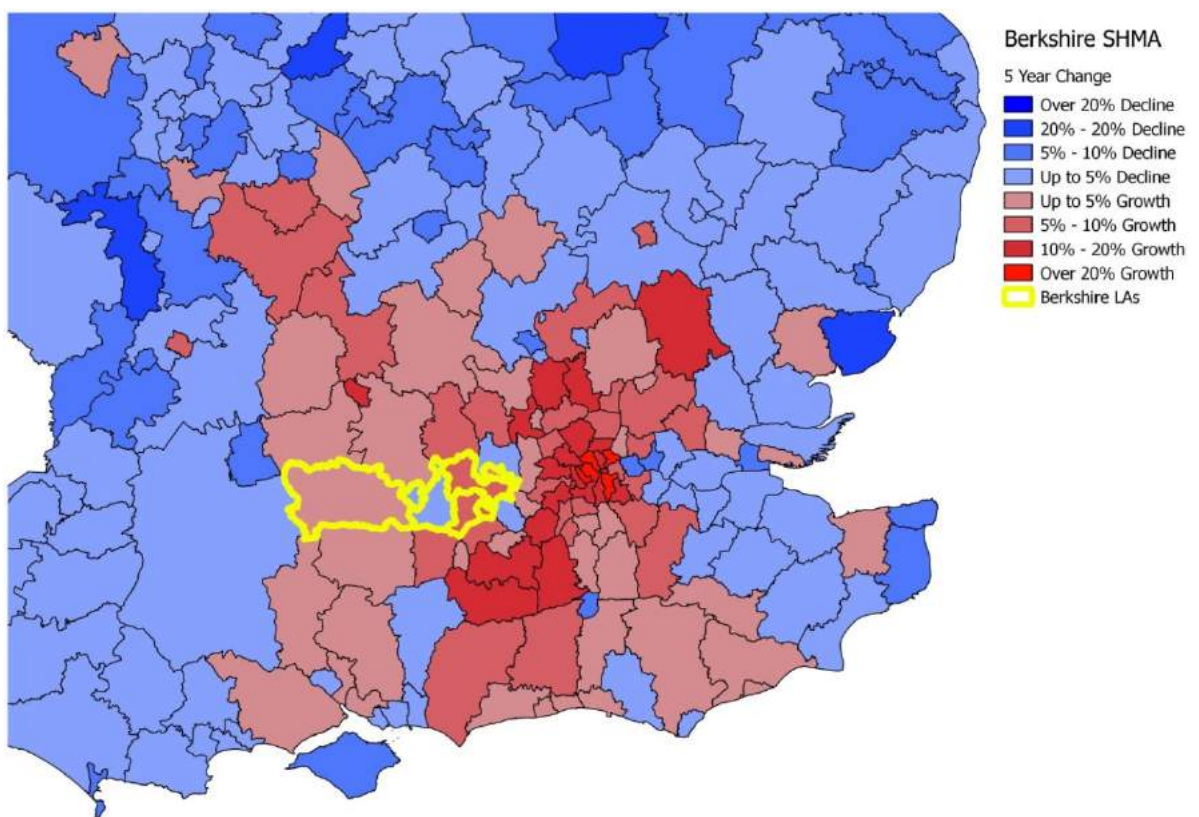 Berkshire SHMA
5 Year Change
Over 20% Decline
20% - 20% Decline
5% - 10% Decline
Up to 5% Decline
Up to 5% Growth
5% - 10% Growth
10% - 20% Growth
Over 20% Growth
Berkshire LAs